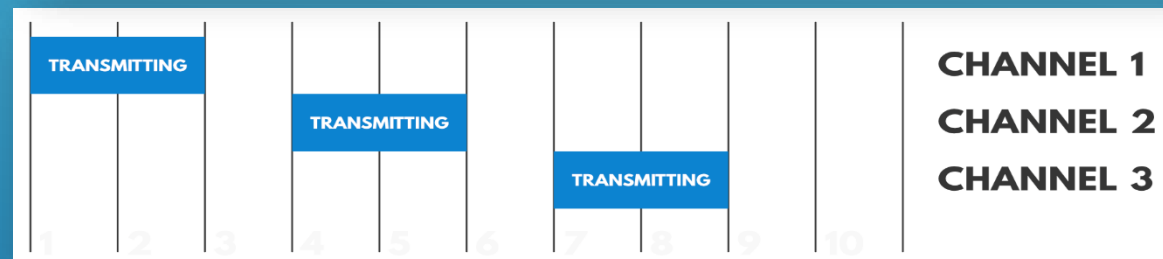 TRANSMITTING CHANNEL 1
TRANSMITTING CHANNEL 2
TRANSMITTING CHANNEL 3
1 2 3 4 5 6 7 8 9 10